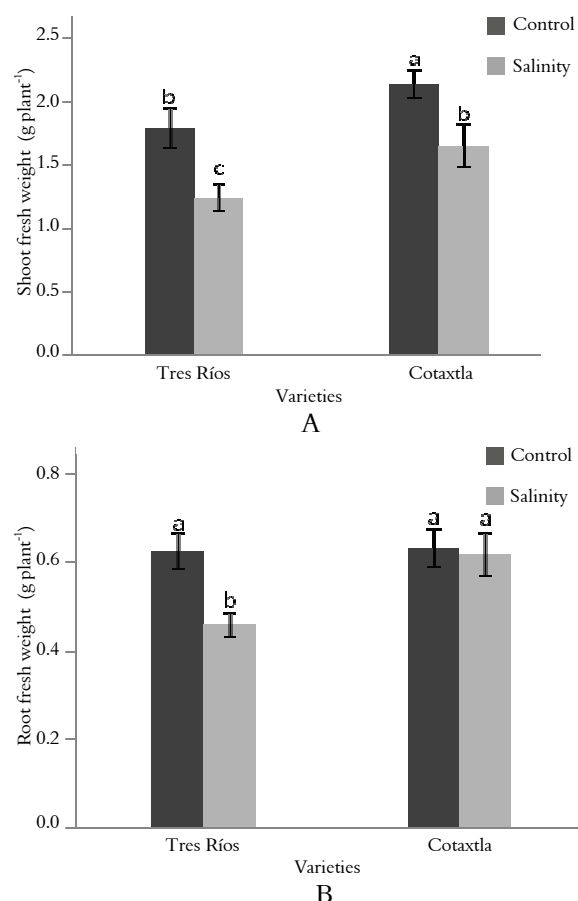 Control
Salinity
2.5
2.0
1.5
1.0
0.5
0.0
Shoot fresh weight (g plant⁻¹)
b
c
a
b
Tres Ríos
Cotaxtla
Varieties
A
Control
Salinity
0.8
0.6
0.4
0.2
0.0
Root fresh weight (g plant⁻¹)
a
b
a
a
Tres Ríos
Cotaxtla
Varieties
B